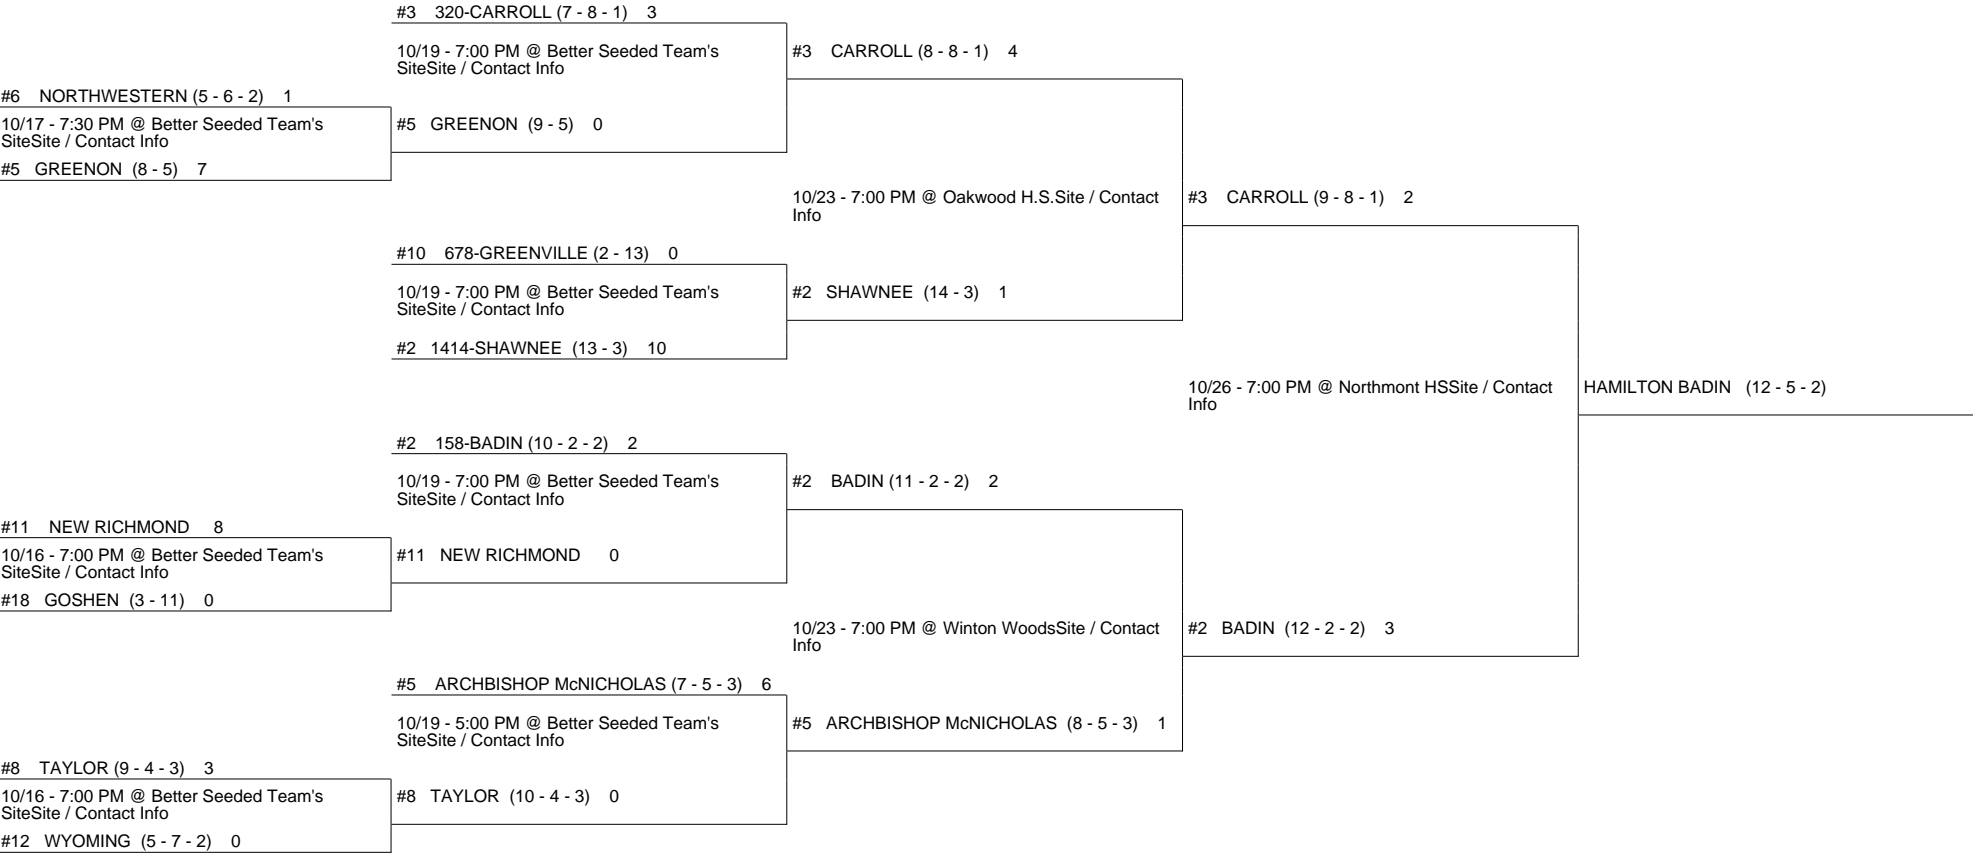 #3 320-CARROLL (7 - 8 - 1) 3
10/19 - 7:00 PM @ Better Seeded Team's
SiteSite / Contact Info
#3 CARROLL (8 - 8 - 1) 4
#6 NORTHWESTERN (5 - 6 - 2) 1
10/17 - 7:30 PM @ Better Seeded Team's
SiteSite / Contact Info
#5 GREENON (9 - 5) 0
#5 GREENON (8 - 5) 7
10/23 - 7:00 PM @ Oakwood H.S.Site / Contact
Info
#3 CARROLL (9 - 8 - 1) 2
#10 678-GREENVILLE (2 - 13) 0
10/19 - 7:00 PM @ Better Seeded Team's
SiteSite / Contact Info
#2 SHAWNEE (14 - 3) 1
#2 1414-SHAWNEE (13 - 3) 10
10/26 - 7:00 PM @ Northmont HSSite / Contact
Info
HAMILTON BADIN (12 - 5 - 2)
#2 158-BADIN (10 - 2 - 2) 2
10/19 - 7:00 PM @ Better Seeded Team's
SiteSite / Contact Info
#2 BADIN (11 - 2 - 2) 2
#11 NEW RICHMOND 8
10/16 - 7:00 PM @ Better Seeded Team's
SiteSite / Contact Info
#11 NEW RICHMOND 0
#18 GOSHEN (3 - 11) 0
10/23 - 7:00 PM @ Winton WoodsSite / Contact
Info
#2 BADIN (12 - 2 - 2) 3
#5 ARCHBISHOP McNICHOLAS (7 - 5 - 3) 6
10/19 - 5:00 PM @ Better Seeded Team's
SiteSite / Contact Info
#5 ARCHBISHOP McNICHOLAS (8 - 5 - 3) 1
#8 TAYLOR (9 - 4 - 3) 3
10/16 - 7:00 PM @ Better Seeded Team's
SiteSite / Contact Info
#8 TAYLOR (10 - 4 - 3) 0
#12 WYOMING (5 - 7 - 2) 0